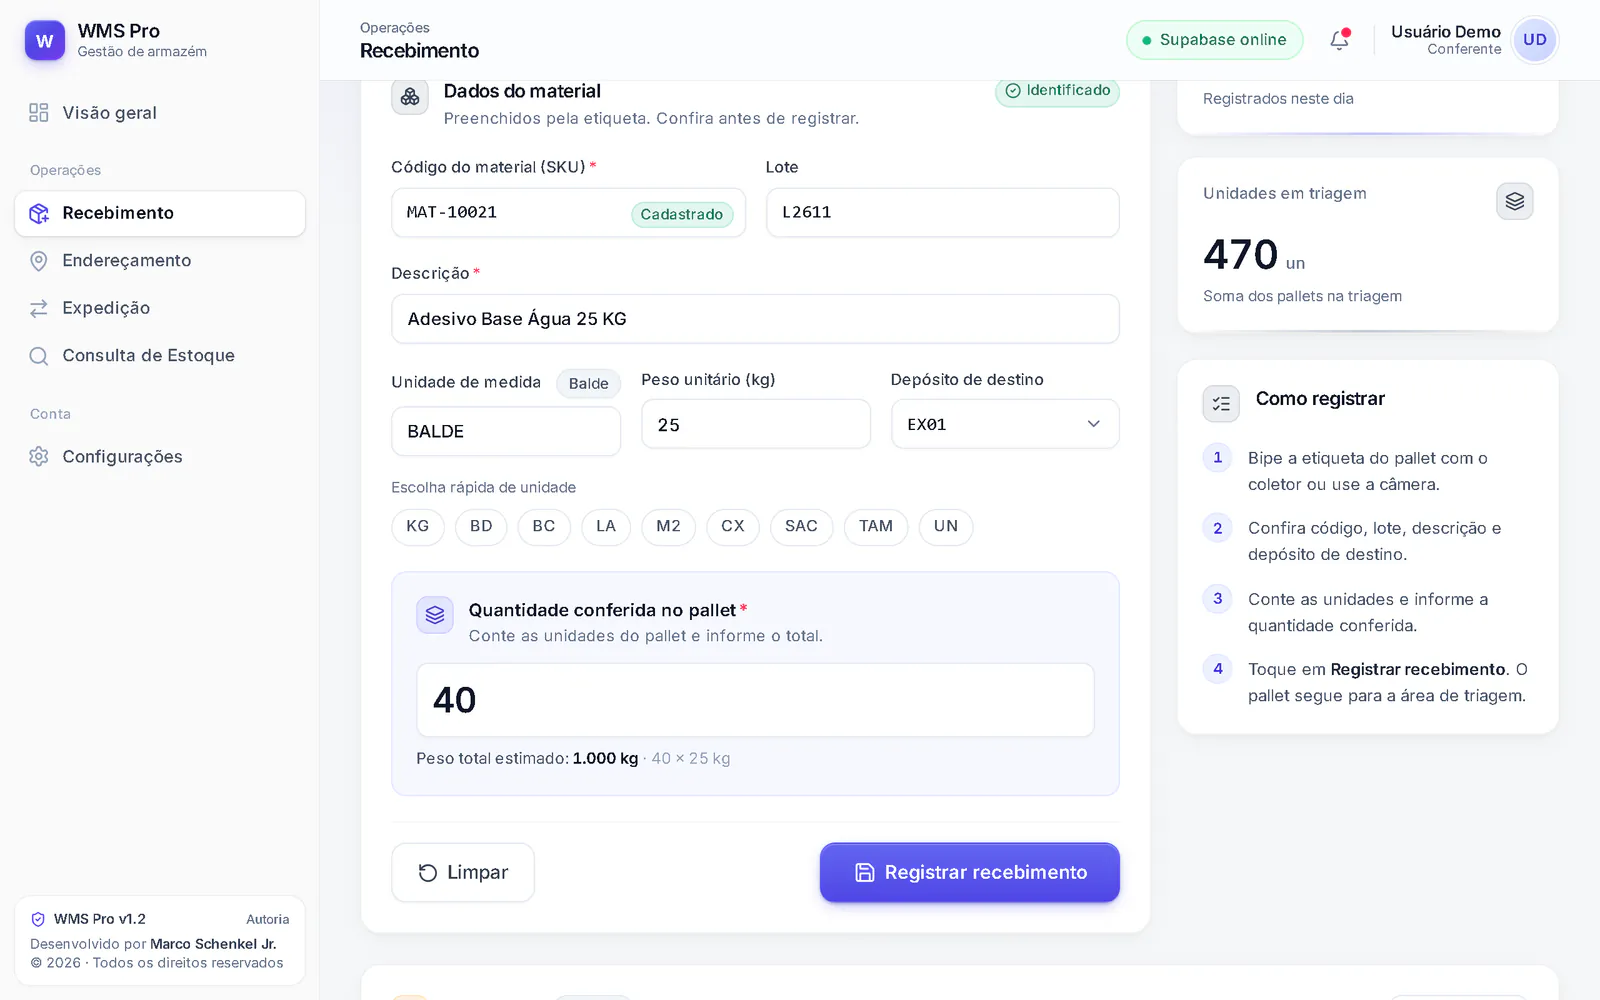 W
WMS Pro
Gestão de armazém
Visão geral
Operações
Recebimento
Endereçamento
Expedição
Consulta de Estoque
Conta
Configurações
WMS Pro v1.2
Autoria
Desenvolvido por Marco Schenkel Jr.
© 2026 · Todos os direitos reservados
Operações
Recebimento
Supabase online
Usuário Demo
Conferente
UD
Dados do material
Identificado
Preenchidos pela etiqueta. Confira antes de registrar.
Código do material (SKU) *
Lote
MAT-10021
Cadastrado
L2611
Descrição *
Adesivo Base Água 25 KG
Unidade de medida
Balde
Peso unitário (kg)
Depósito de destino
BALDE
25
EX01
Escolha rápida de unidade
KG
BD
BC
LA
M2
CX
SAC
TAM
UN
Quantidade conferida no pallet *
Conte as unidades do pallet e informe o total.
40
Peso total estimado: 1.000 kg · 40 × 25 kg
Limpar
Registrar recebimento
Registrados neste dia
Unidades em triagem
470 un
Soma dos pallets na triagem
Como registrar
1 Bipe a etiqueta do pallet com o
coletor ou use a câmera.
2 Confira código, lote, descrição e
depósito de destino.
3 Conte as unidades e informe a
quantidade conferida.
4 Toque em Registrar recebimento. O
pallet segue para a área de triagem.